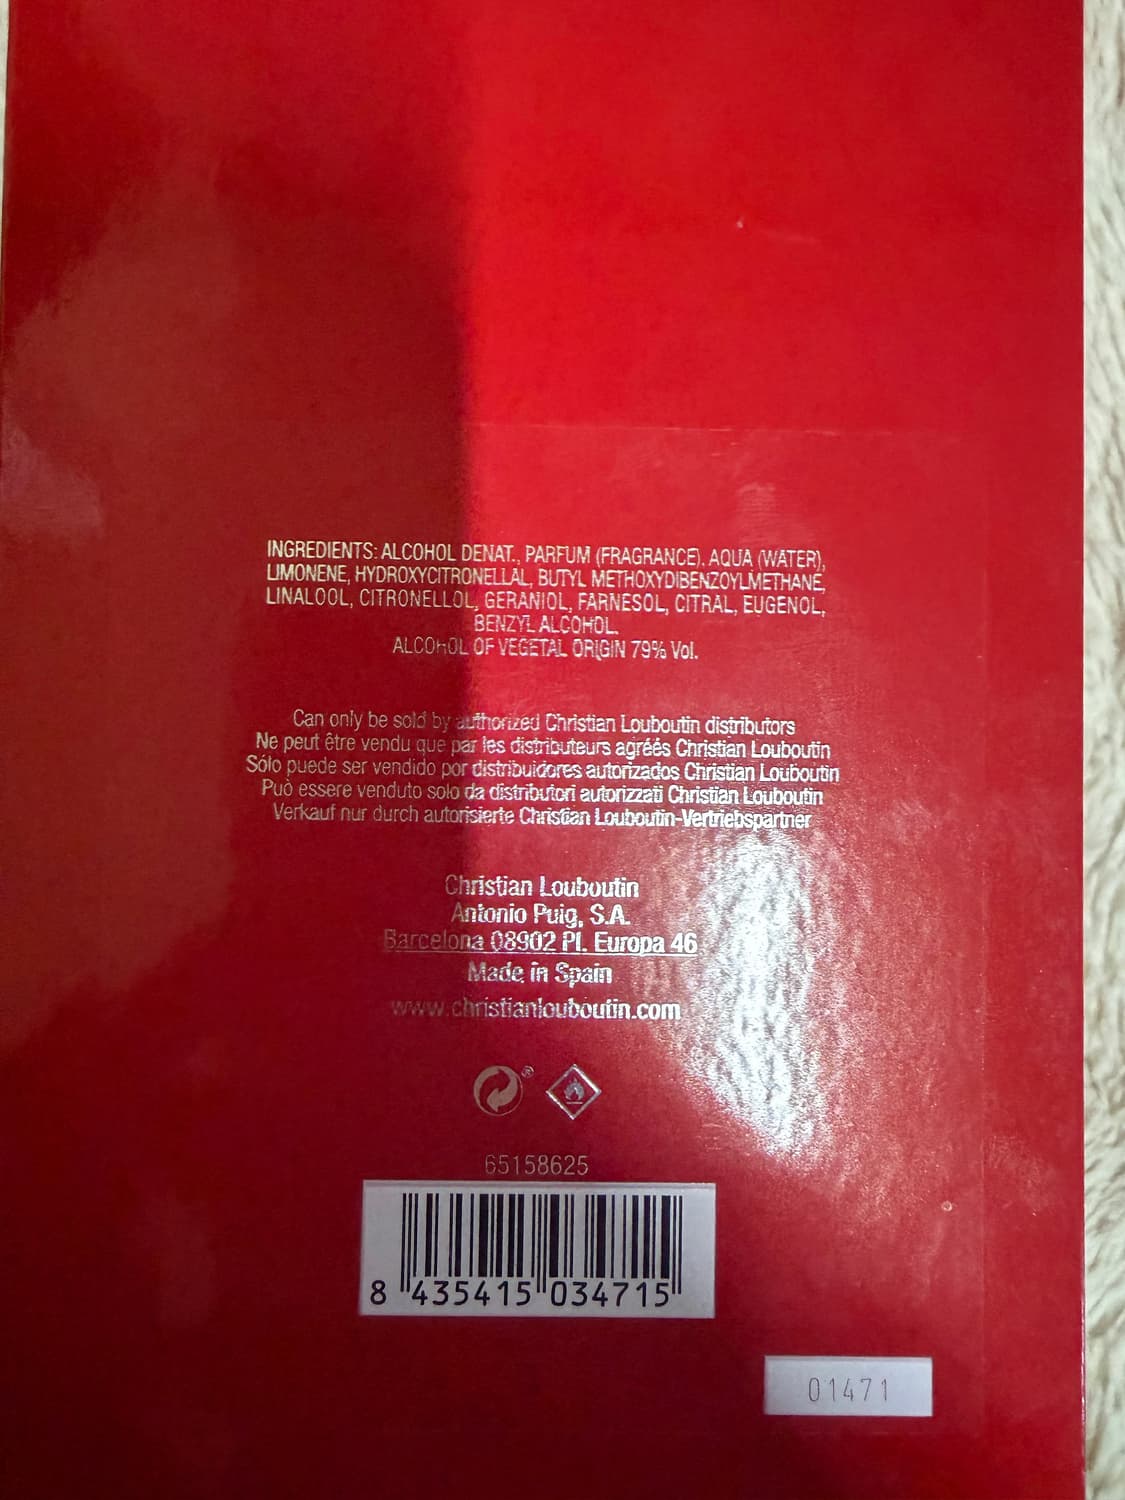 INGREDIENTS: ALCOHOL DENAT., PARFUM (FRAGRANCE), AQUA (WATER),
LIMONENE, HYDROXYCITRONELLAL, BUTYL METHOXYDIBENZOYLMETHANE,
LINALOOL, CITRONELLOL, GERANIOL, FARNESOL, CITRAL, EUGENOL,
BENZYL ALCOHOL.
ALCOHOL OF VEGETAL ORIGIN 79% Vol.
Can only be sold by authorized Christian Louboutin distributors
Ne peut être vendu que par les distributeurs agréés Christian Louboutin
Sólo puede ser vendido por distribuidores autorizados Christian Louboutin
Può essere venduto solo da distributori autorizzati Christian Louboutin
Verkauf nur durch autorisierte Christian Louboutin-Vertriebspartner
Christian Louboutin
Antonio Puig, S.A.
Barcelona 08902 Pl. Europa 46
Made in Spain
www.christianlouboutin.com
65158625
8 435415 034715
01471